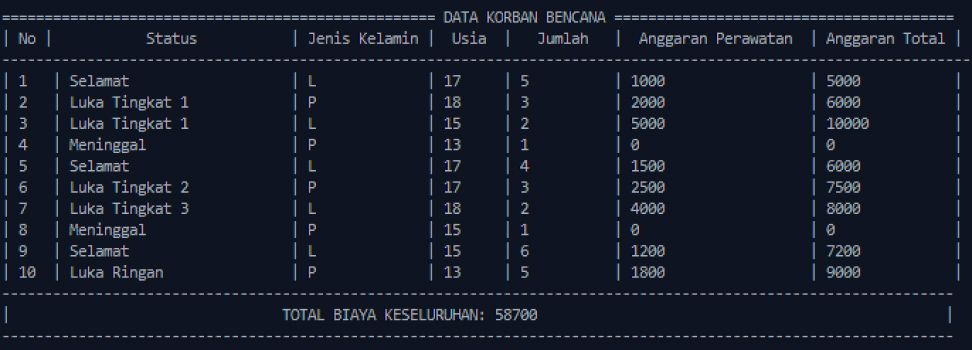 =================================================== DATA KORBAN BENCANA ========================================
| No | Status | Jenis Kelamin | Usia | Jumlah | Anggaran Perawatan | Anggaran Total |
| 1 | Selamat | L | 17 | 5 | 1000 | 5000 |
| 2 | Luka Tingkat 1 | P | 18 | 3 | 2000 | 6000 |
| 3 | Luka Tingkat 1 | L | 15 | 2 | 5000 | 10000 |
| 4 | Meninggal | P | 13 | 1 | 0 | 0 |
| 5 | Selamat | L | 17 | 4 | 1500 | 6000 |
| 6 | Luka Tingkat 2 | P | 17 | 3 | 2500 | 7500 |
| 7 | Luka Tingkat 3 | L | 18 | 2 | 4000 | 8000 |
| 8 | Meninggal | P | 15 | 1 | 0 | 0 |
| 9 | Selamat | L | 15 | 6 | 1200 | 7200 |
| 10 | Luka Ringan | P | 13 | 5 | 1800 | 9000 |
| TOTAL BIAYA KESELURUHAN: 58700 |